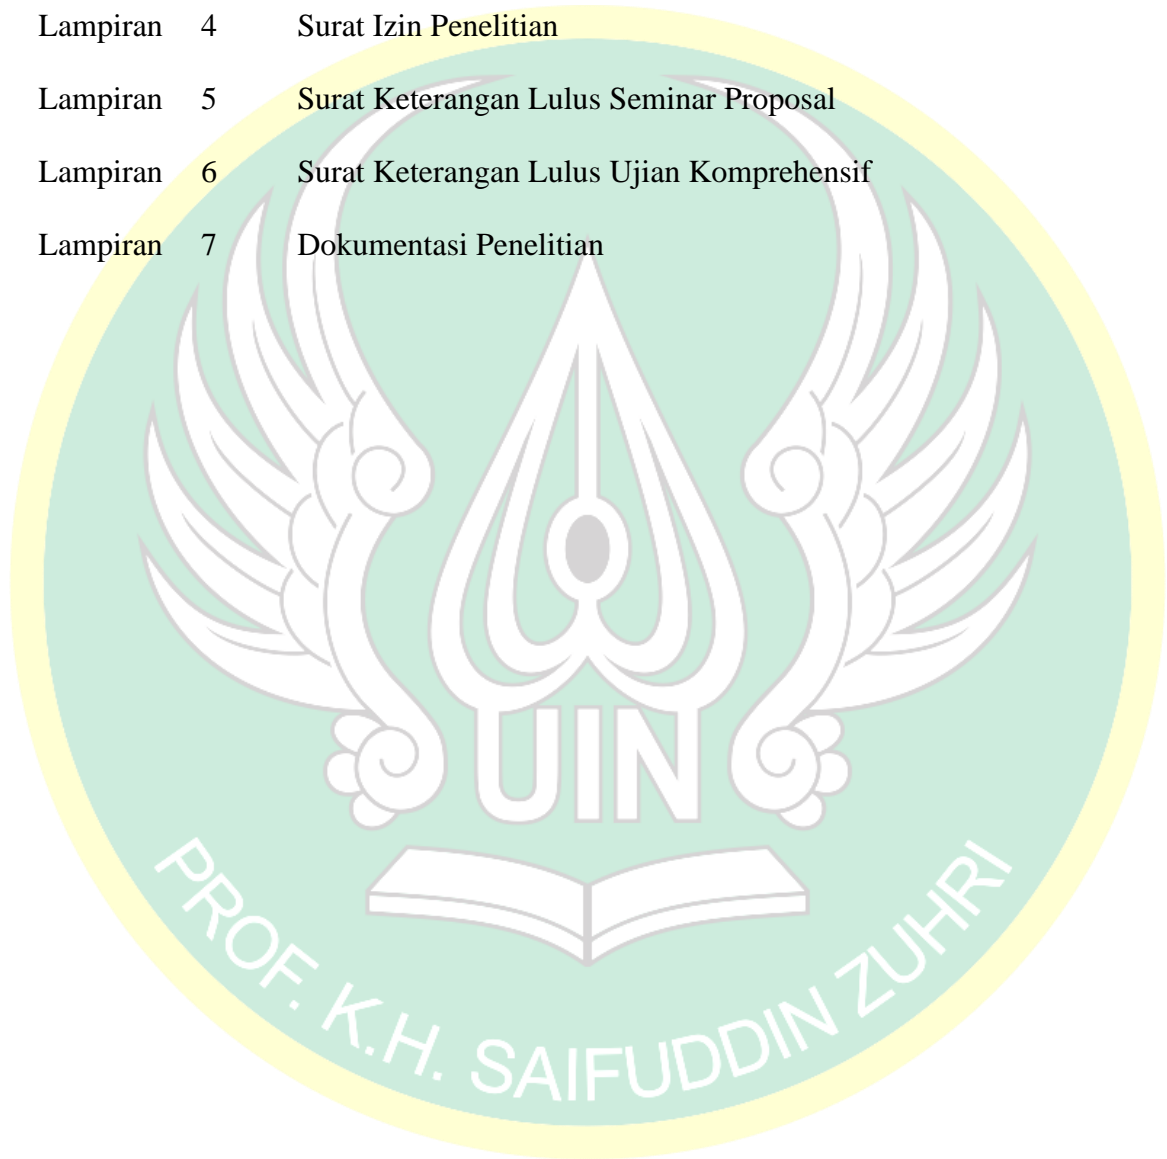 Lampiran 4 Surat Izin Penelitian
Lampiran 5 Surat Keterangan Lulus Seminar Proposal
Lampiran 6 Surat Keterangan Lulus Ujian Komprehensif
Lampiran 7 Dokumentasi Penelitian
UIN
PROF. K.H. SAIFUDDIN ZUHRI